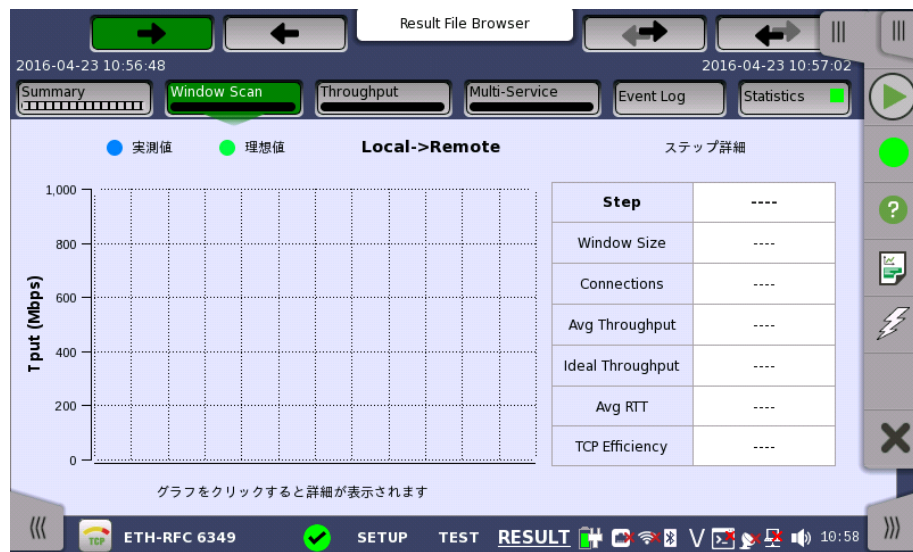 Result File Browser
2016-04-23 10:56:48
2016-04-23 10:57:02
Summary
Window Scan
Throughput
Multi-Service
Event Log
Statistics
実測値
理想値
Local->Remote
ステップ詳細
1,000
800
600
400
200
0
Tput (Mbps)
Step ----
Window Size ----
Connections ----
Avg Throughput ----
Ideal Throughput ----
Avg RTT ----
TCP Efficiency ----
グラフをクリックすると詳細が表示されます
TCP
ETH-RFC 6349
SETUP
TEST
RESULT
V
10:58